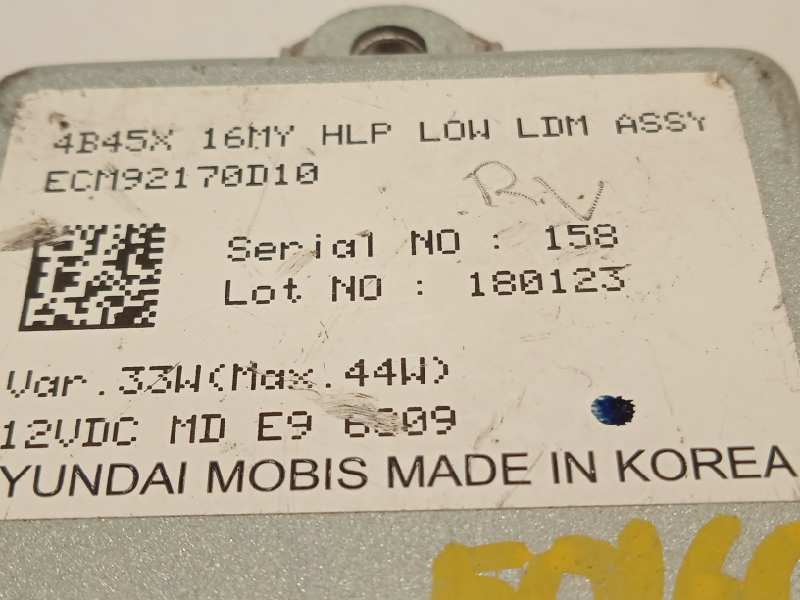 4B45X 16MY HLP LOW LDM ASSY
ECM92170D10
R.V
Serial NO : 158
Lot NO : 180123
Var.33W(Max.44W)
12VDC MD E9
YUNDAI MOBIS MADE IN KOREA